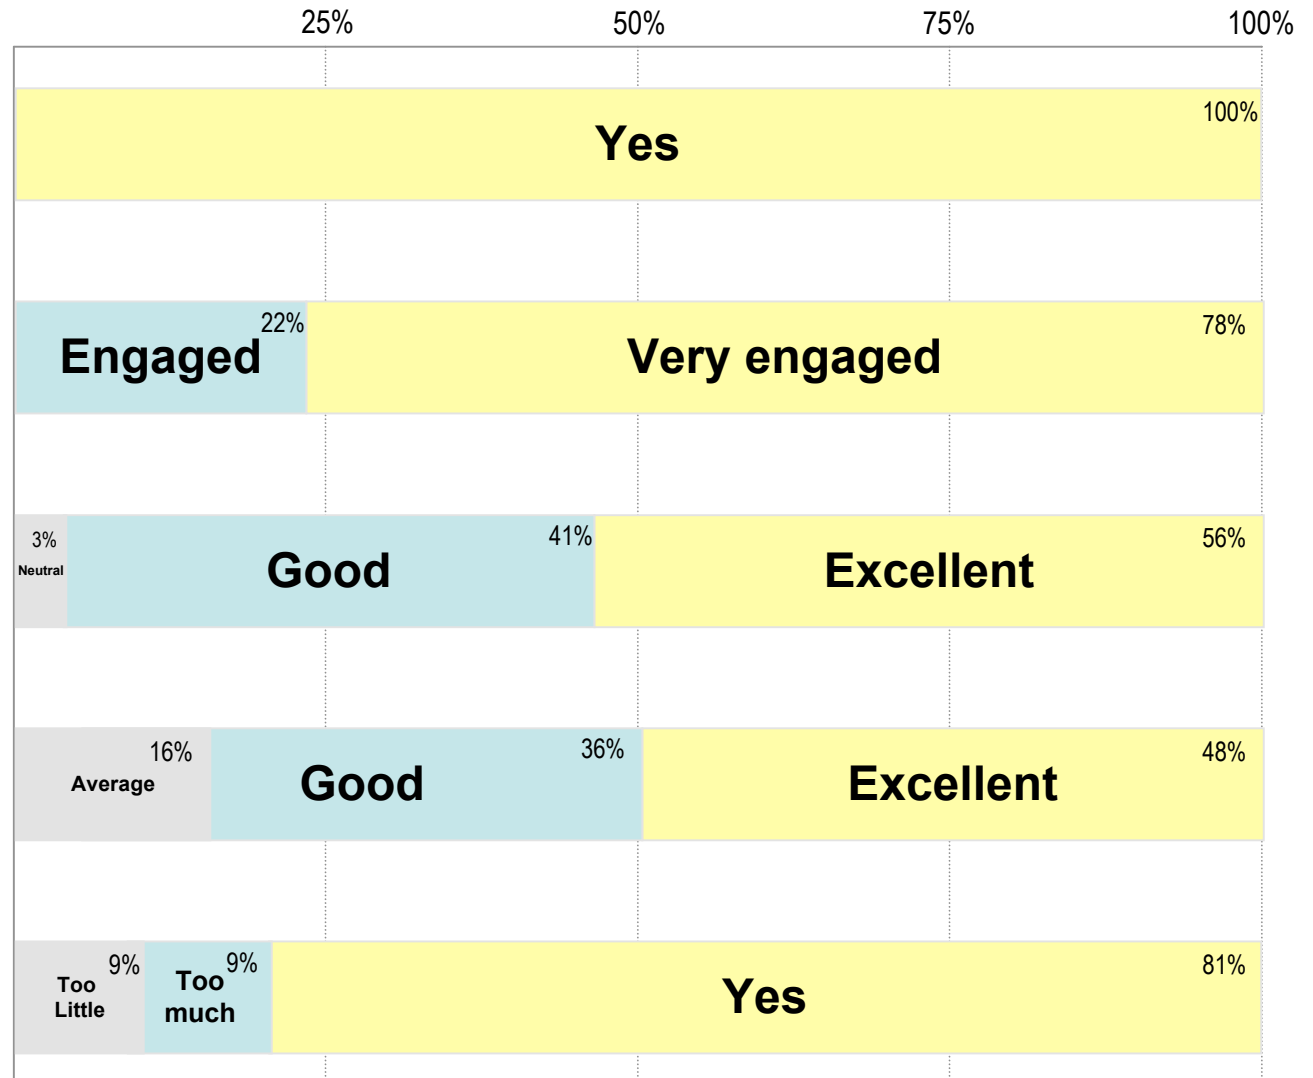 25% 50% 75% 100%
100%
Yes
22% 78%
Engaged Very engaged
3% 41% 56%
Neutral Good Excellent
16% 36% 48%
Average Good Excellent
9% 9% 81%
Too Too
Little much Yes